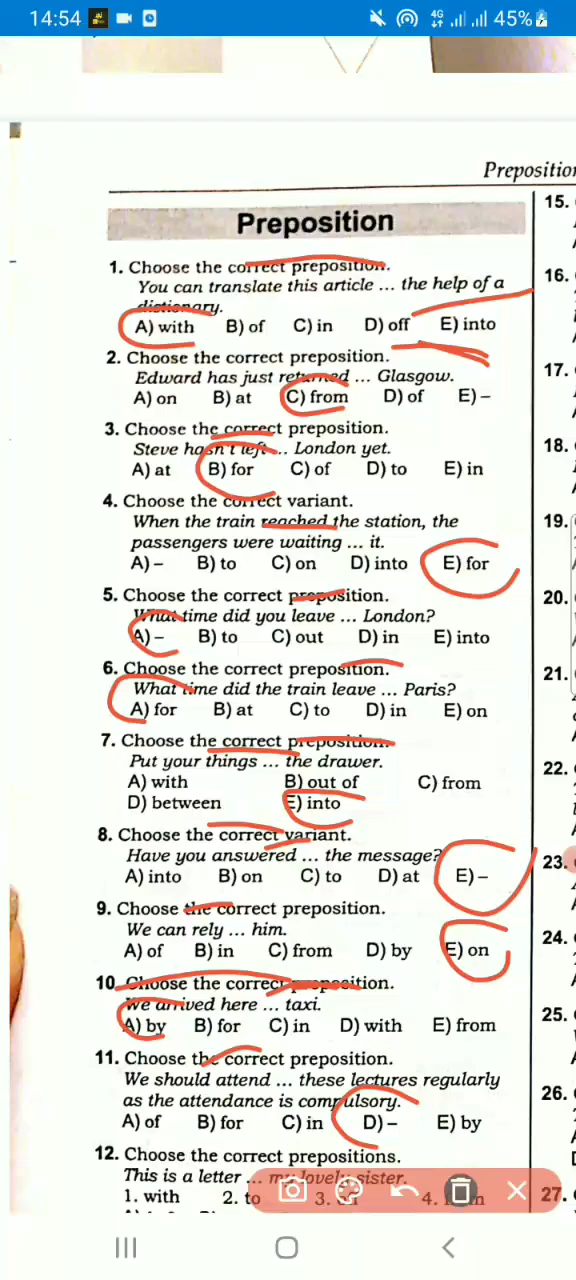 14:54 4G 45%
Preposition
Preposition
1. Choose the correct preposition.
You can translate this article ... the help of a
dictionary.
A) with B) of C) in D) off E) into
2. Choose the correct preposition.
Edward has just returned ... Glasgow.
A) on B) at C) from D) of E) –
3. Choose the correct preposition.
Steve hasn't left ... London yet.
A) at B) for C) of D) to E) in
4. Choose the correct variant.
When the train reached the station, the
passengers were waiting ... it.
A) – B) to C) on D) into E) for
5. Choose the correct preposition.
What time did you leave ... London?
A) – B) to C) out D) in E) into
6. Choose the correct preposition.
What time did the train leave ... Paris?
A) for B) at C) to D) in E) on
7. Choose the correct preposition.
Put your things ... the drawer.
A) with B) out of C) from
D) between E) into
8. Choose the correct variant.
Have you answered ... the message?
A) into B) on C) to D) at E) –
9. Choose the correct preposition.
We can rely ... him.
A) of B) in C) from D) by E) on
10. Choose the correct preposition.
We arrived here ... taxi.
A) by B) for C) in D) with E) from
11. Choose the correct preposition.
We should attend ... these lectures regularly
as the attendance is compulsory.
A) of B) for C) in D) – E) by
12. Choose the correct prepositions.
This is a letter ... my lovely sister.
1. with 2. to 3. 4.
15.
16.
17.
18.
19.
20.
21.
22.
23.
24.
25.
26.
27.